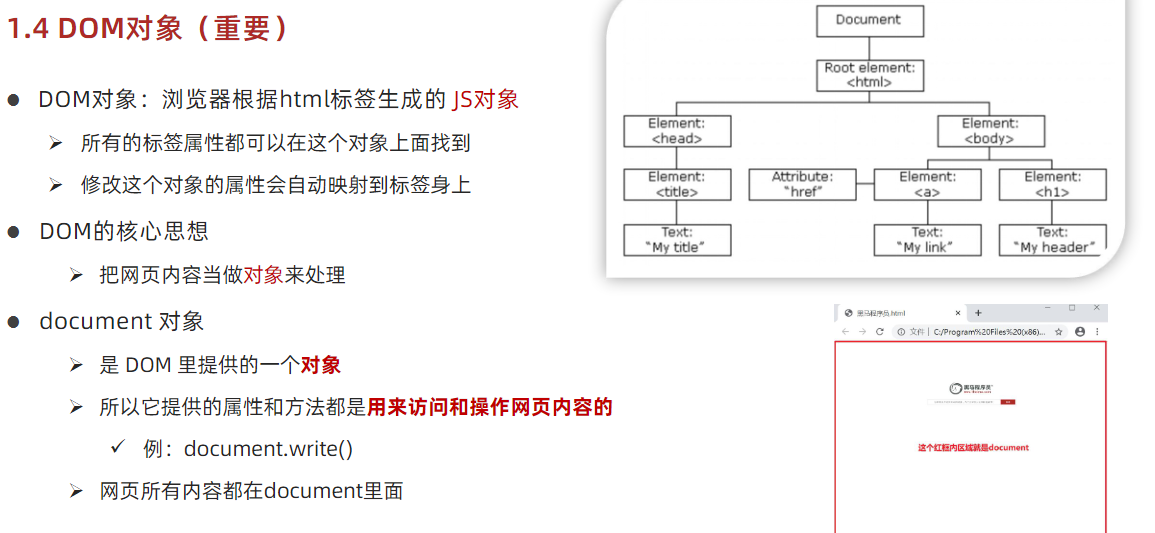 1.4 DOM对象（重要）
DOM对象：浏览器根据html标签生成的 JS对象
所有的标签属性都可以在这个对象上面找到
修改这个对象的属性会自动映射到标签身上
DOM的核心思想
把网页内容当做对象来处理
document 对象
是 DOM 里提供的一个对象
所以它提供的属性和方法都是用来访问和操作网页内容的
例：document.write()
网页所有内容都在document里面
Document
Root element:
<html>
Element:
<head>
Element:
<body>
Element:
<title>
Attribute:
"href"
Element:
<a>
Element:
<h1>
Text:
"My title"
Text:
"My link"
Text:
"My header"
黑马程序员.html
文件 | C:/Program%20Files%20(x86)...
黑马程序员
这个红框内区域就是document